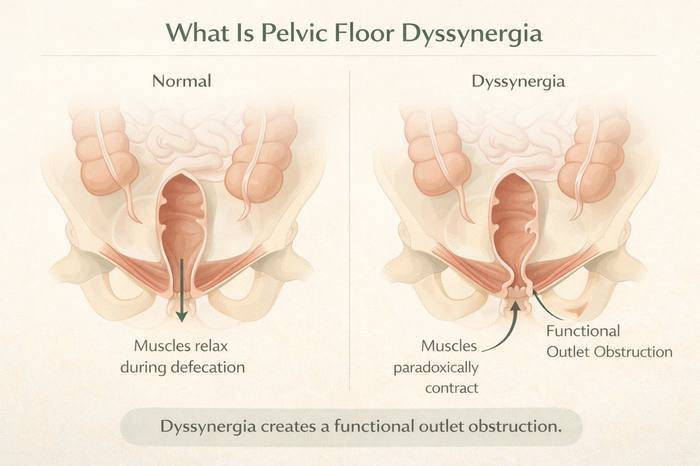 What Is Pelvic Floor Dyssynergia
Normal
Dyssynergia
Muscles relax
during defecation
Muscles
paradoxically
contract
Functional
Outlet Obstruction
Dyssynergia creates a functional outlet obstruction.